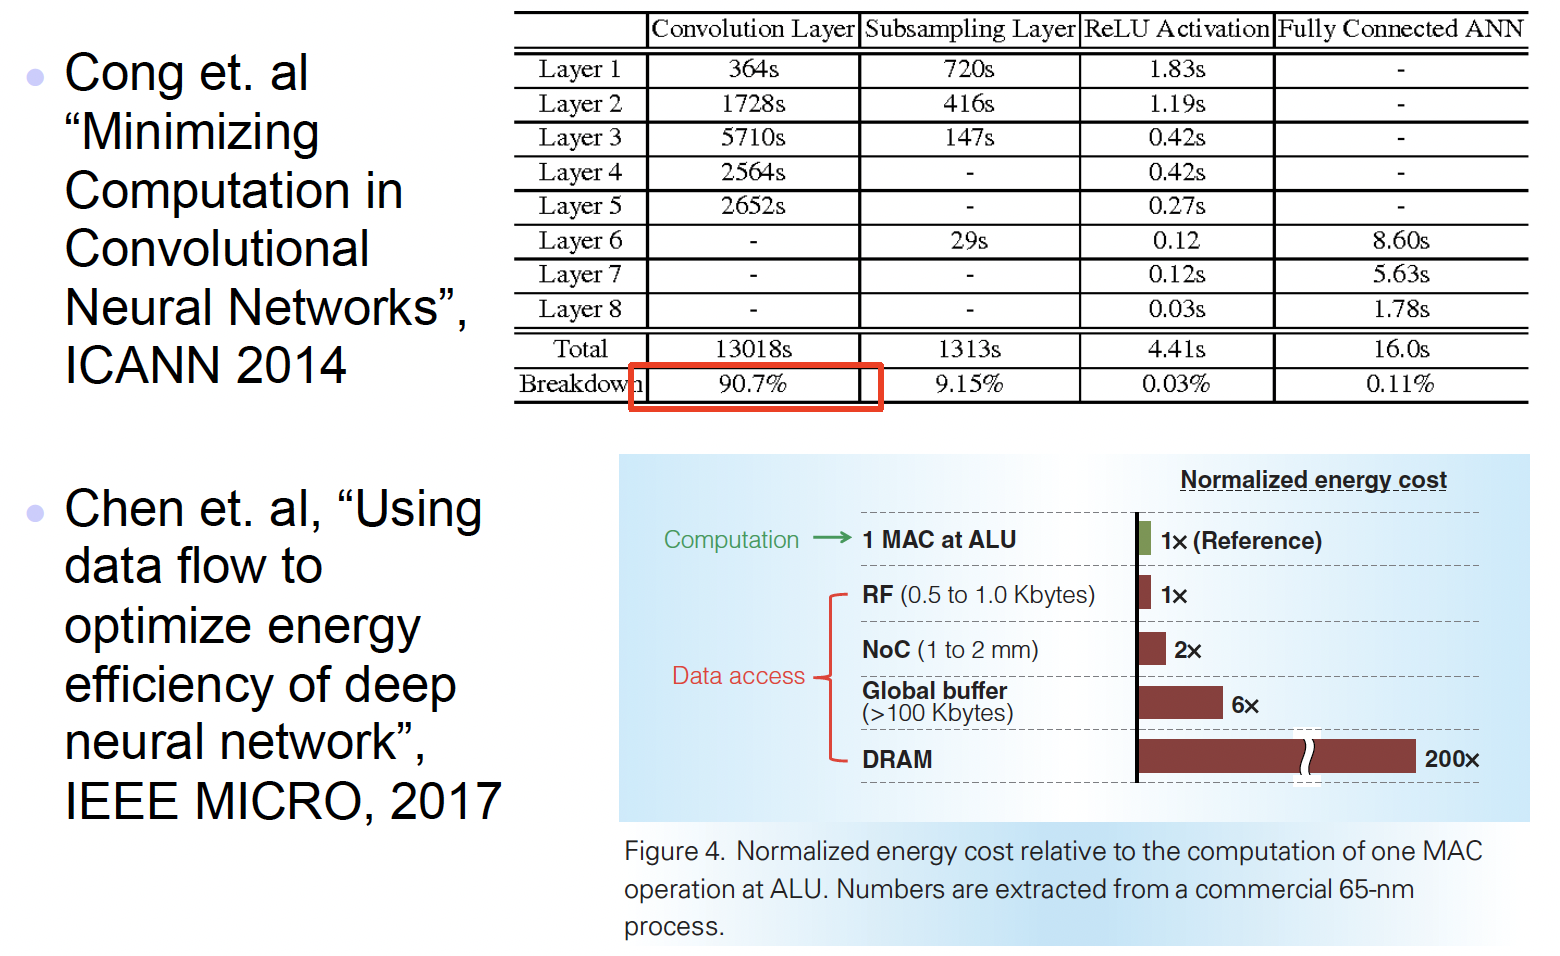 Cong et. al
“Minimizing
Computation in
Convolutional
Neural Networks”,
ICANN 2014
Convolution Layer Subsampling Layer ReLU Activation Fully Connected ANN
Layer 1 364s 720s 1.83s -
Layer 2 1728s 416s 1.19s -
Layer 3 5710s 147s 0.42s -
Layer 4 2564s - 0.42s -
Layer 5 2652s - 0.27s -
Layer 6 - 29s 0.12 8.60s
Layer 7 - - 0.12s 5.63s
Layer 8 - - 0.03s 1.78s
Total 13018s 1313s 4.41s 16.0s
Breakdown 90.7% 9.15% 0.03% 0.11%
Chen et. al, “Using
data flow to
optimize energy
efficiency of deep
neural network”,
IEEE MICRO, 2017
Normalized energy cost
Computation 1 MAC at ALU 1× (Reference)
RF (0.5 to 1.0 Kbytes) 1×
NoC (1 to 2 mm) 2×
Data access
Global buffer
(>100 Kbytes) 6×
DRAM 200×
Figure 4. Normalized energy cost relative to the computation of one MAC
operation at ALU. Numbers are extracted from a commercial 65-nm
process.